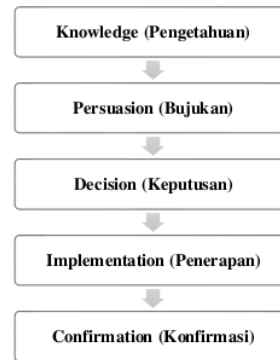 Knowledge (Pengetahuan)
Persuasion (Bujukan)
Decision (Keputusan)
Implementation (Penerapan)
Confirmation (Konfirmasi)